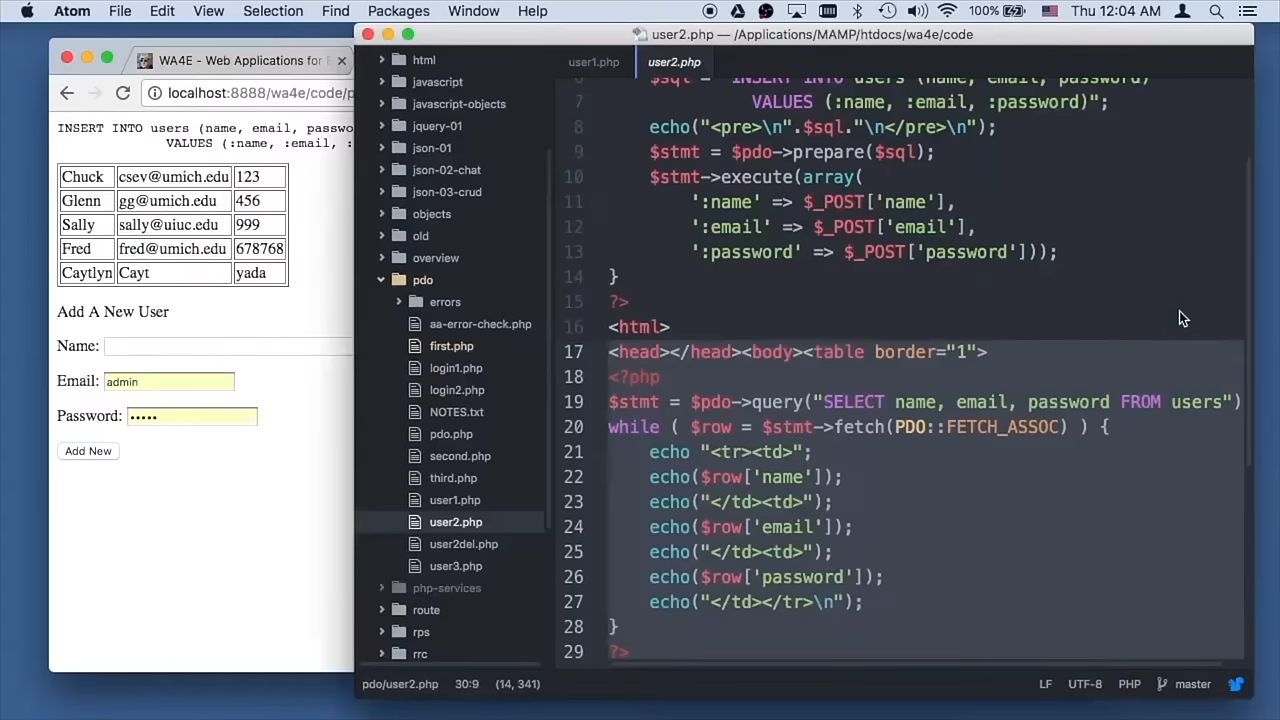 Atom File Edit View Selection Find Packages Window Help 100% Thu 12:04 AM
WA4E - Web Applications for E
localhost:8888/wa4e/code/p
INSERT INTO users (name, email, passwo
VALUES (:name, :email, :
Chuck csev@umich.edu 123
Glenn gg@umich.edu 456
Sally sally@uiuc.edu 999
Fred fred@umich.edu 678768
Caytlyn Cayt yada
Add A New User
Name:
Email: admin
Password: •••••
Add New
user2.php — /Applications/MAMP/htdocs/wa4e/code
html
javascript
javascript-objects
jquery-01
json-01
json-02-chat
json-03-crud
objects
old
overview
pdo
errors
aa-error-check.php
first.php
login1.php
login2.php
NOTES.txt
pdo.php
second.php
third.php
user1.php
user2.php
user2del.php
user3.php
php-services
route
rps
rrc
user1.php user2.php
6 $sql = "INSERT INTO users (name, email, password)
7 VALUES (:name, :email, :password)";
8 echo("<pre>\n".$sql."\n</pre>\n");
9 $stmt = $pdo->prepare($sql);
10 $stmt->execute(array(
11 ':name' => $_POST['name'],
12 ':email' => $_POST['email'],
13 ':password' => $_POST['password']));
14 }
15 ?>
16 <html>
17 <head></head><body><table border="1">
18 <?php
19 $stmt = $pdo->query("SELECT name, email, password FROM users")
20 while ( $row = $stmt->fetch(PDO::FETCH_ASSOC) ) {
21 echo "<tr><td>";
22 echo($row['name']);
23 echo("</td><td>");
24 echo($row['email']);
25 echo("</td><td>");
26 echo($row['password']);
27 echo("</td></tr>\n");
28 }
29 ?>
pdo/user2.php 30:9 (14, 341) LF UTF-8 PHP master